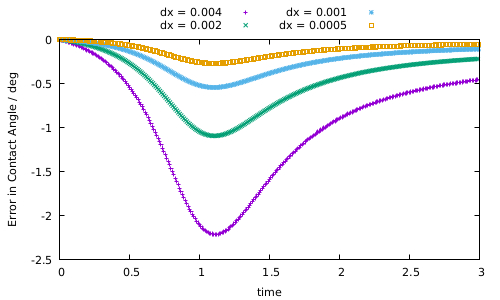 dx = 0.004 dx = 0.001
dx = 0.002 dx = 0.0005
Error in Contact Angle / deg
0
-0.5
-1
-1.5
-2
-2.5
0 0.5 1 1.5 2 2.5 3
time